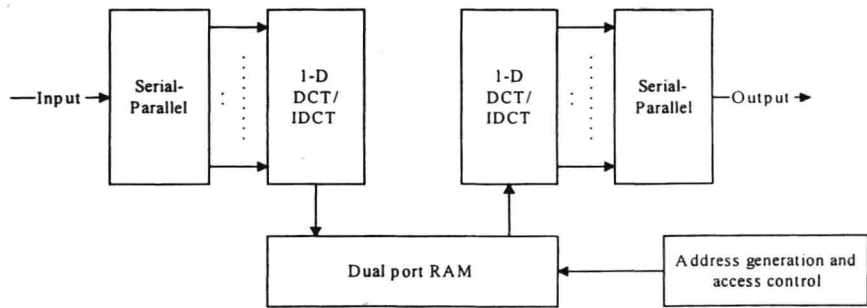 Input
Serial-
Parallel
1-D
DCT/
IDCT
1-D
DCT/
IDCT
Serial-
Parallel
Output
Dual port RAM
Address generation and
access control